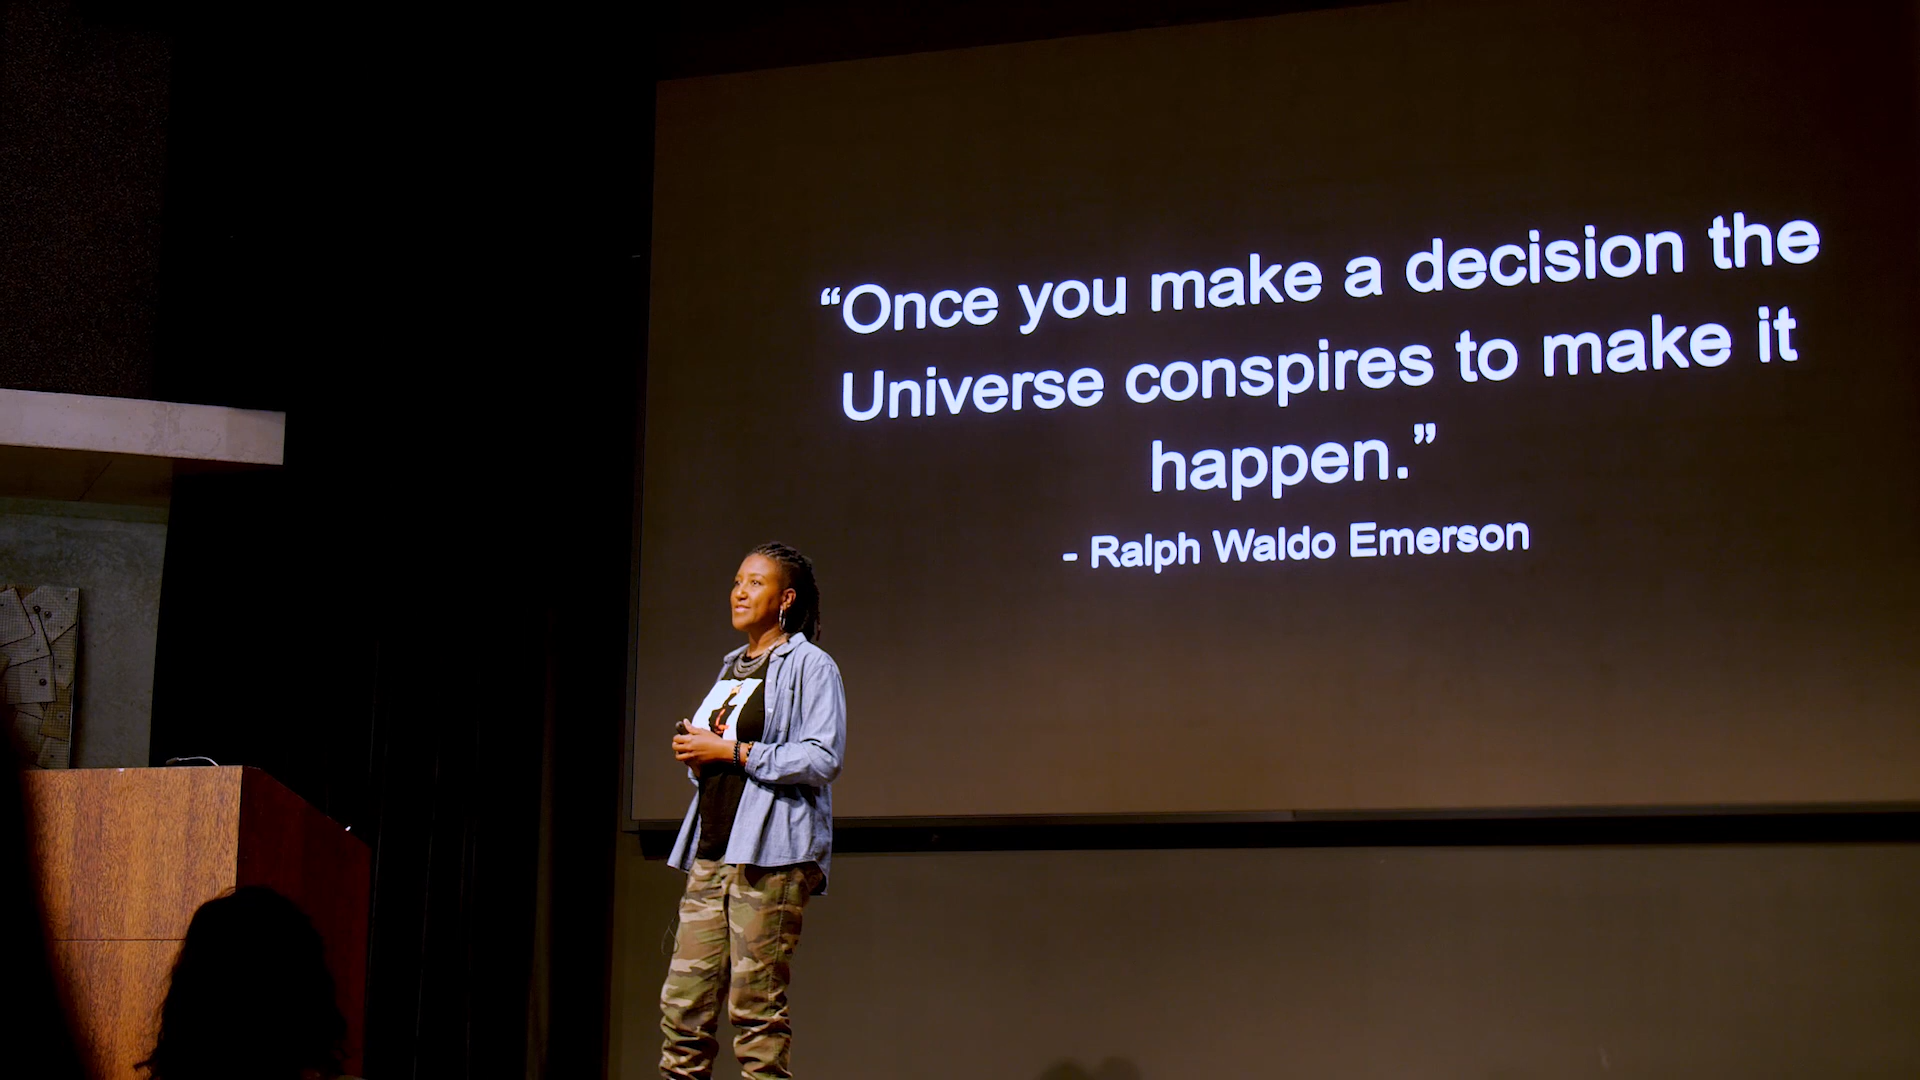 “Once you make a decision the
Universe conspires to make it
happen.”
- Ralph Waldo Emerson